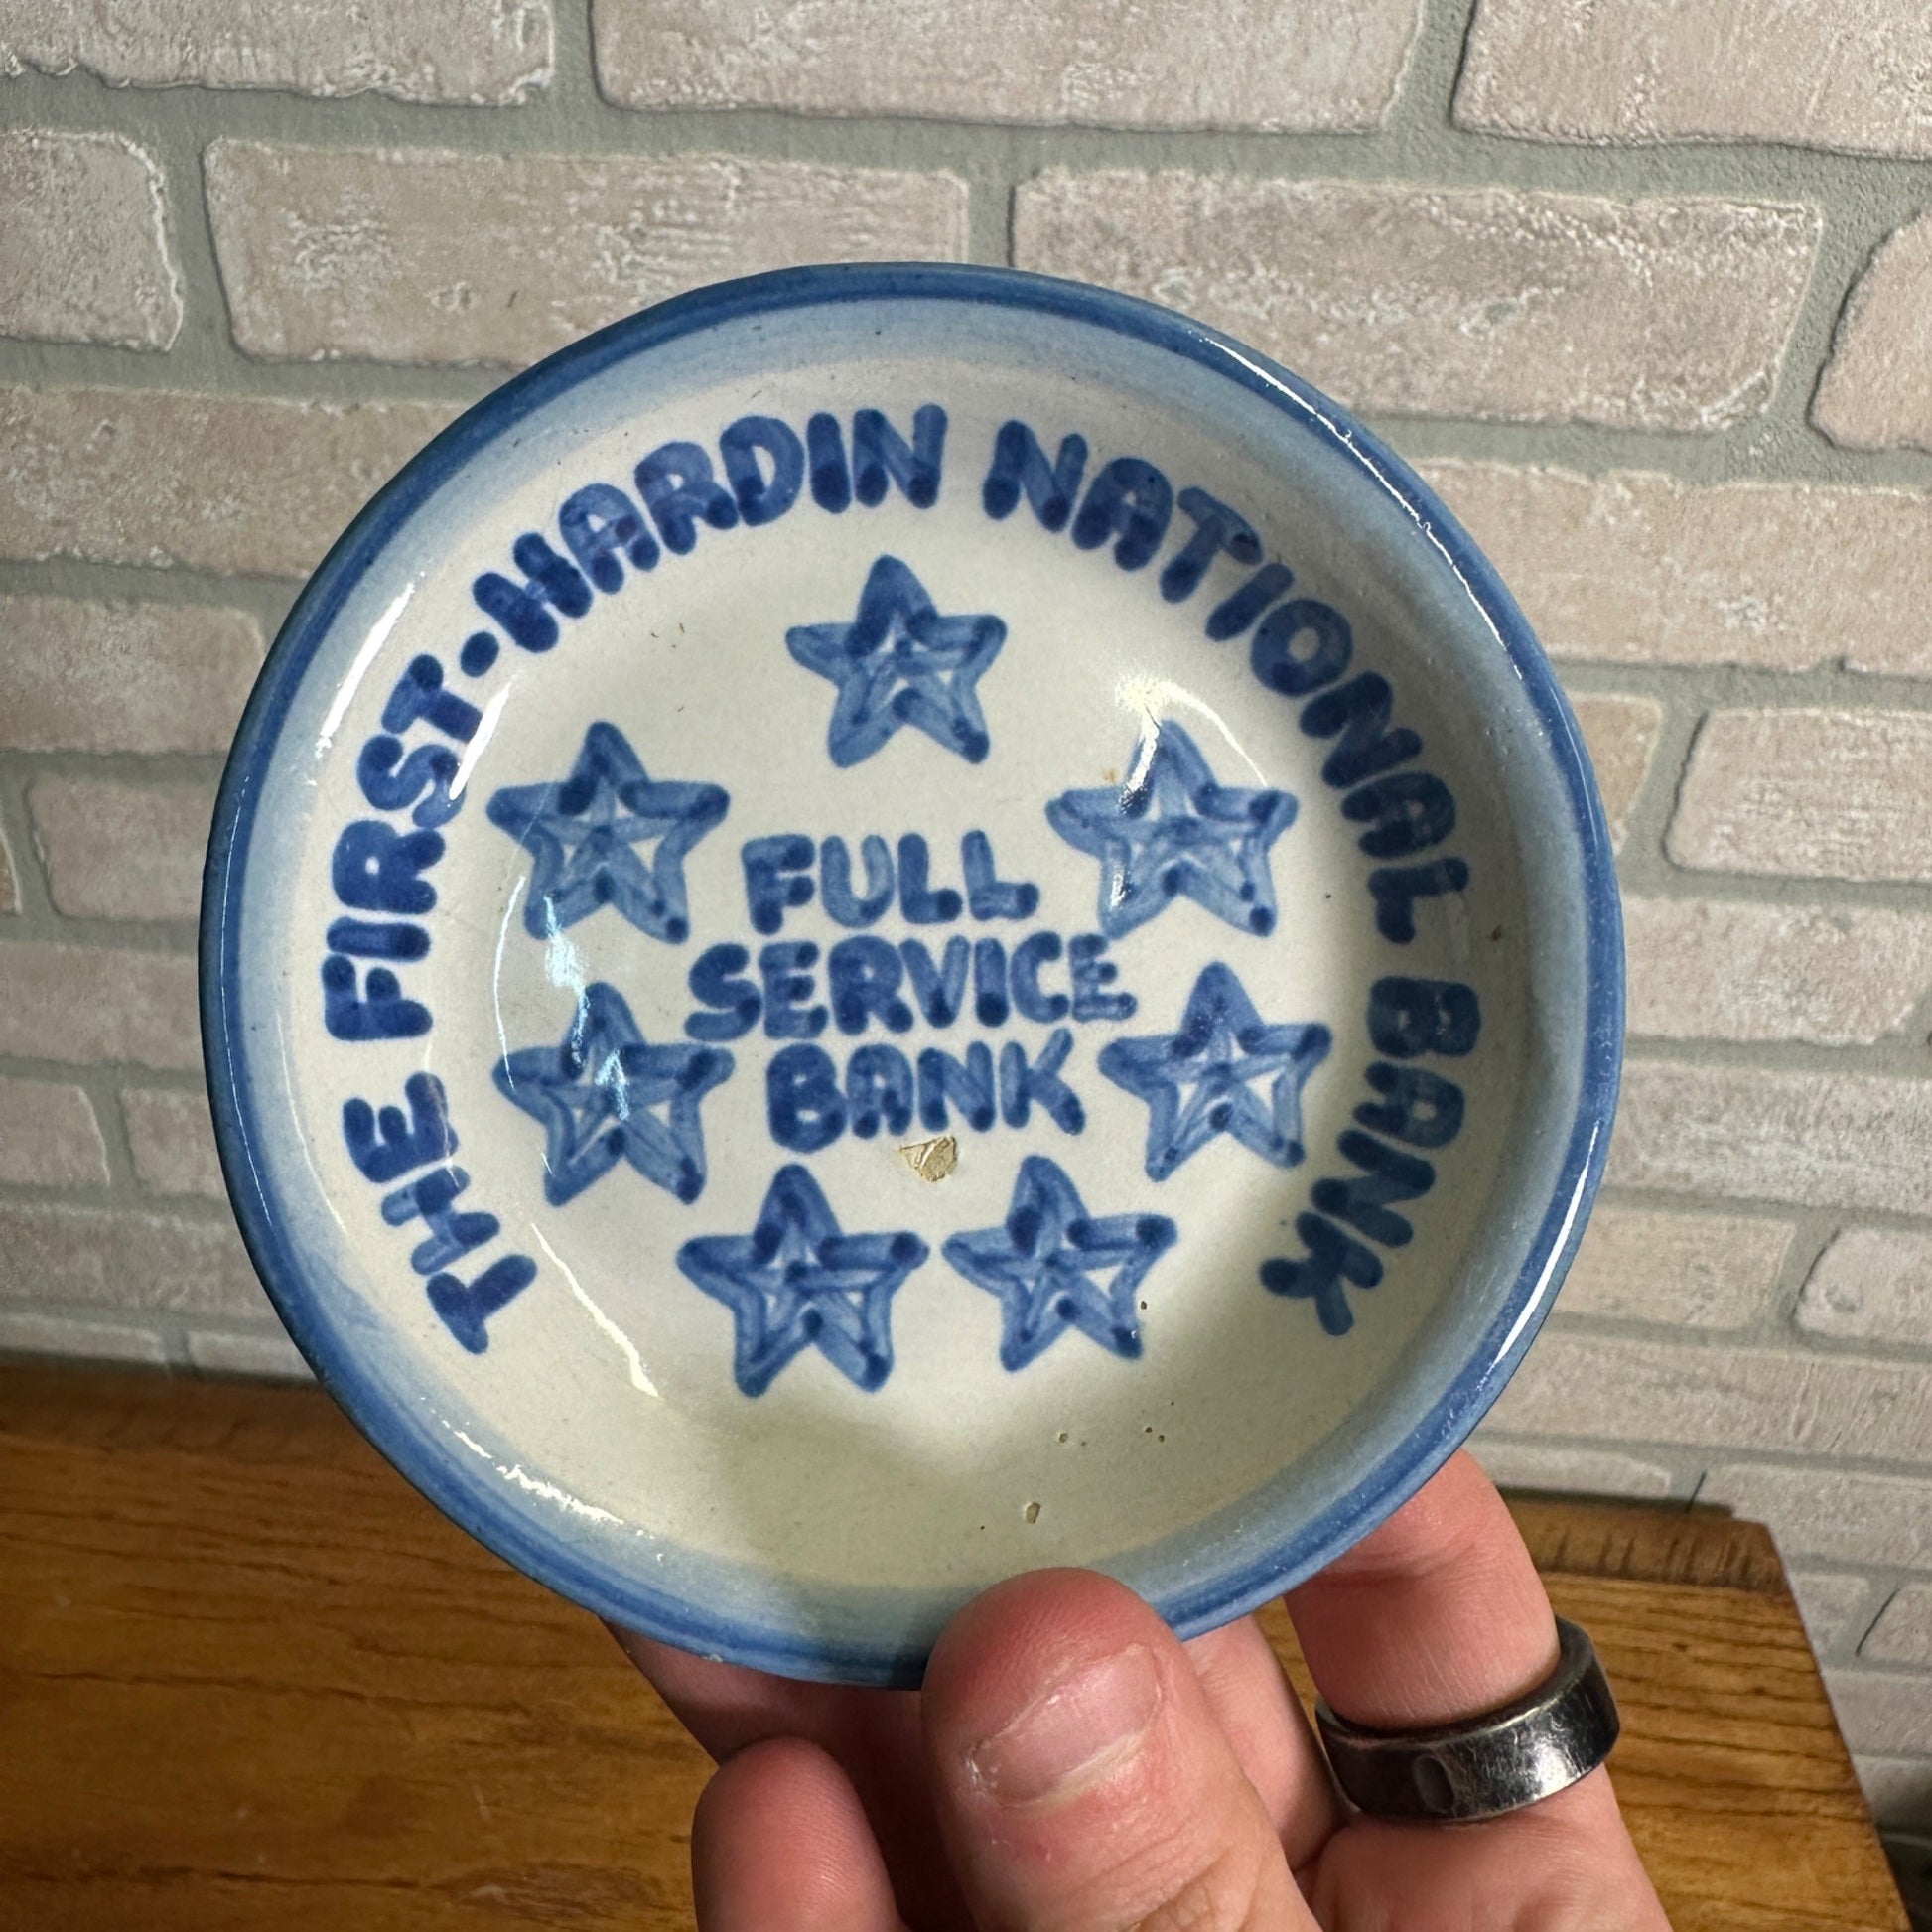 THE FIRST-HARDIN NATIONAL BANK
FULL
SERVICE
BANK